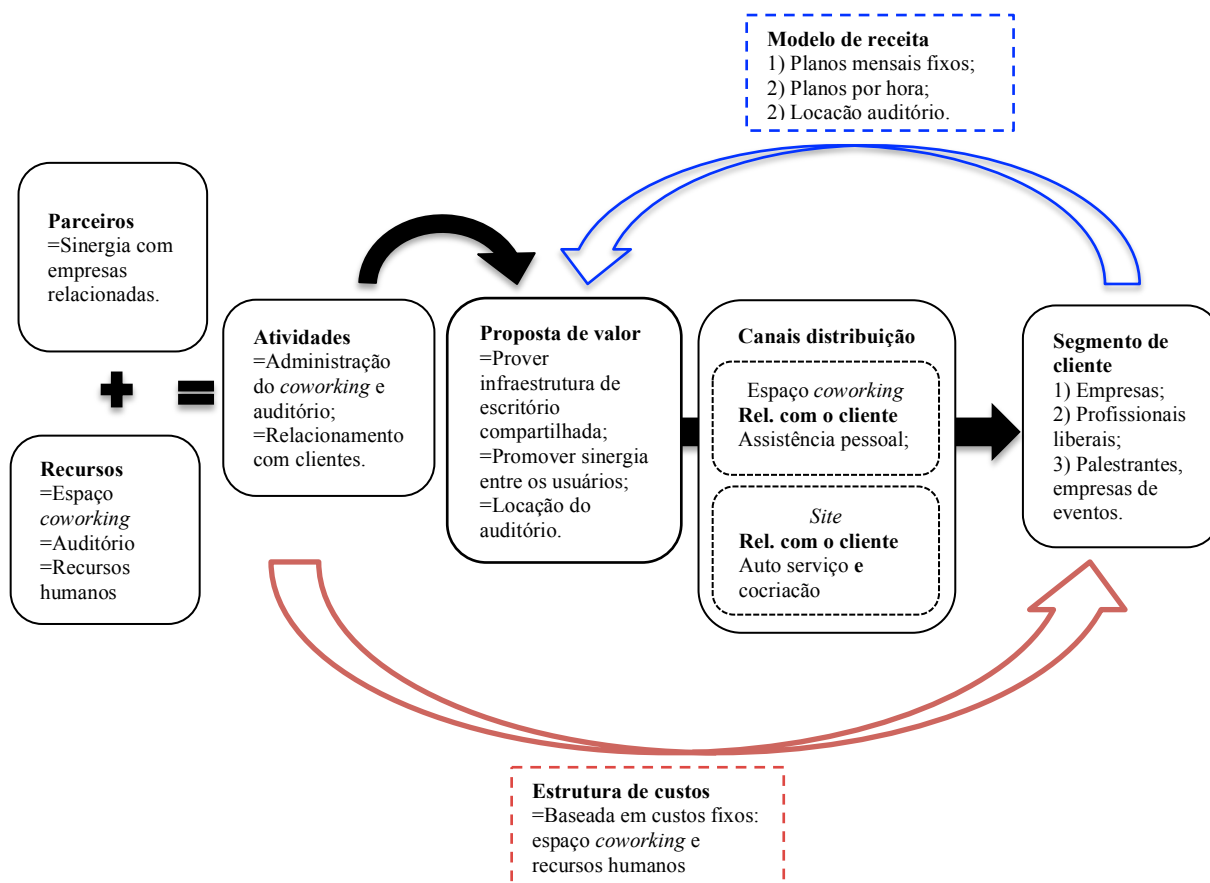 Modelo de receita
1) Planos mensais fixos;
2) Planos por hora;
2) Locacão auditório.
Parceiros
=Sinergia com
empresas
relacionadas.
Recursos
=Espaço
coworking
=Auditório
=Recursos
humanos
Atividades
=Administração
do coworking e
auditório;
=Relacionamento
com clientes.
Proposta de valor
=Prover
infraestrutura de
escritório
compartilhada;
=Promover sinergia
entre os usuários;
=Locação do
auditório.
Canais distribuição
Espaço coworking
Rel. com o cliente
Assistência pessoal;
Site
Rel. com o cliente
Auto serviço e
cocriacão
Segmento de
cliente
1) Empresas;
2) Profissionais
liberais;
3) Palestrantes,
empresas de
eventos.
Estrutura de custos
=Baseada em custos fixos:
espaço coworking e
recursos humanos